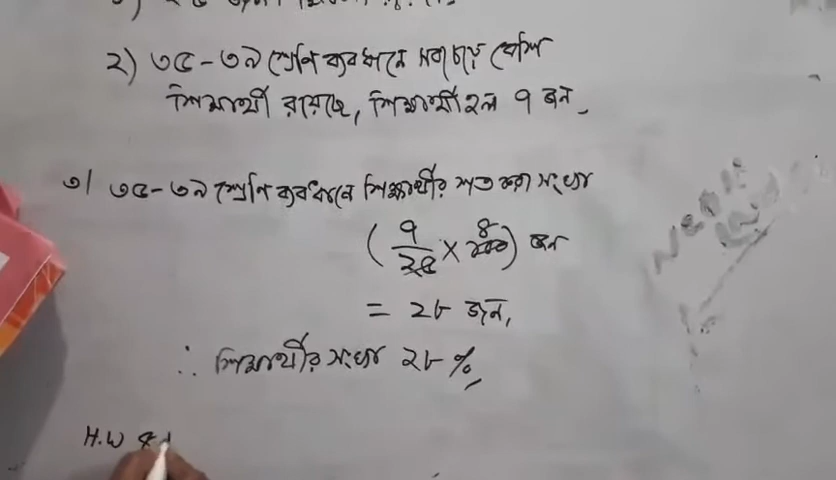 ২) ৩৫-৩৯ শ্রেণি ব্যবধানে সবচেয়ে বেশি
শিক্ষার্থী রয়েছে, শিক্ষার্থী হল ৭ জন,
৩| ৩৫-৩৯ শ্রেণি ব্যবধানে শিক্ষার্থীর শতকরা সংখ্যা
(৭/২৫ × ৪ ১০০) জন
= ২৮ জন,
∴ শিক্ষার্থীর সংখ্যা ২৮ %
H.W